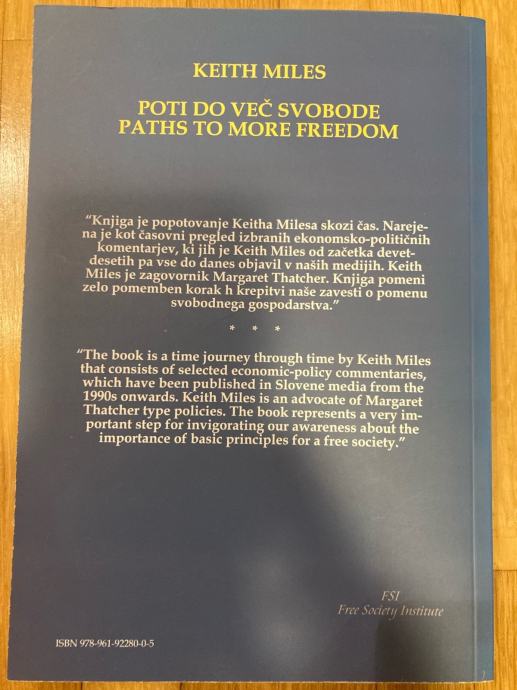 KEITH MILES
POTI DO VEČ SVOBODE
PATHS TO MORE FREEDOM
“Knjiga je popotovanje Keitha Milesa skozi čas. Nareje-
na je kot časovni pregled izbranih ekonomsko-političnih
komentarjev, ki jih je Keith Miles od začetka devet-
desetih pa vse do danes objavil v naših medijih. Keith
Miles je zagovornik Margaret Thatcher. Knjiga pomeni
zelo pomemben korak h krepitvi naše zavesti o pomenu
svobodnega gospodarstva.”
* * *
“The book is a time journey through time by Keith Miles
that consists of selected economic-policy commentaries,
which have been published in Slovene media from the
1990s onwards. Keith Miles is an advocate of Margaret
Thatcher type policies. The book represents a very im-
portant step for invigorating our awareness about the
importance of basic principles for a free society.”
FSI
Free Society Institute
ISBN 978-961-92280-0-5